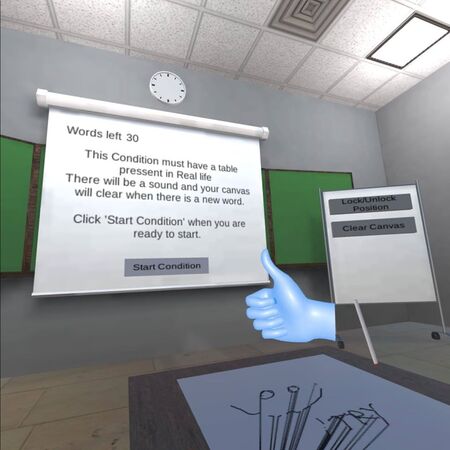 Words left 30
This Condition must have a table
pressent in Real life
There will be a sound and your canvas
will clear when there is a new word.
Click 'Start Condition' when you are
ready to start.
Start Condition
Lock/Unlock
Position
Clear Canvas